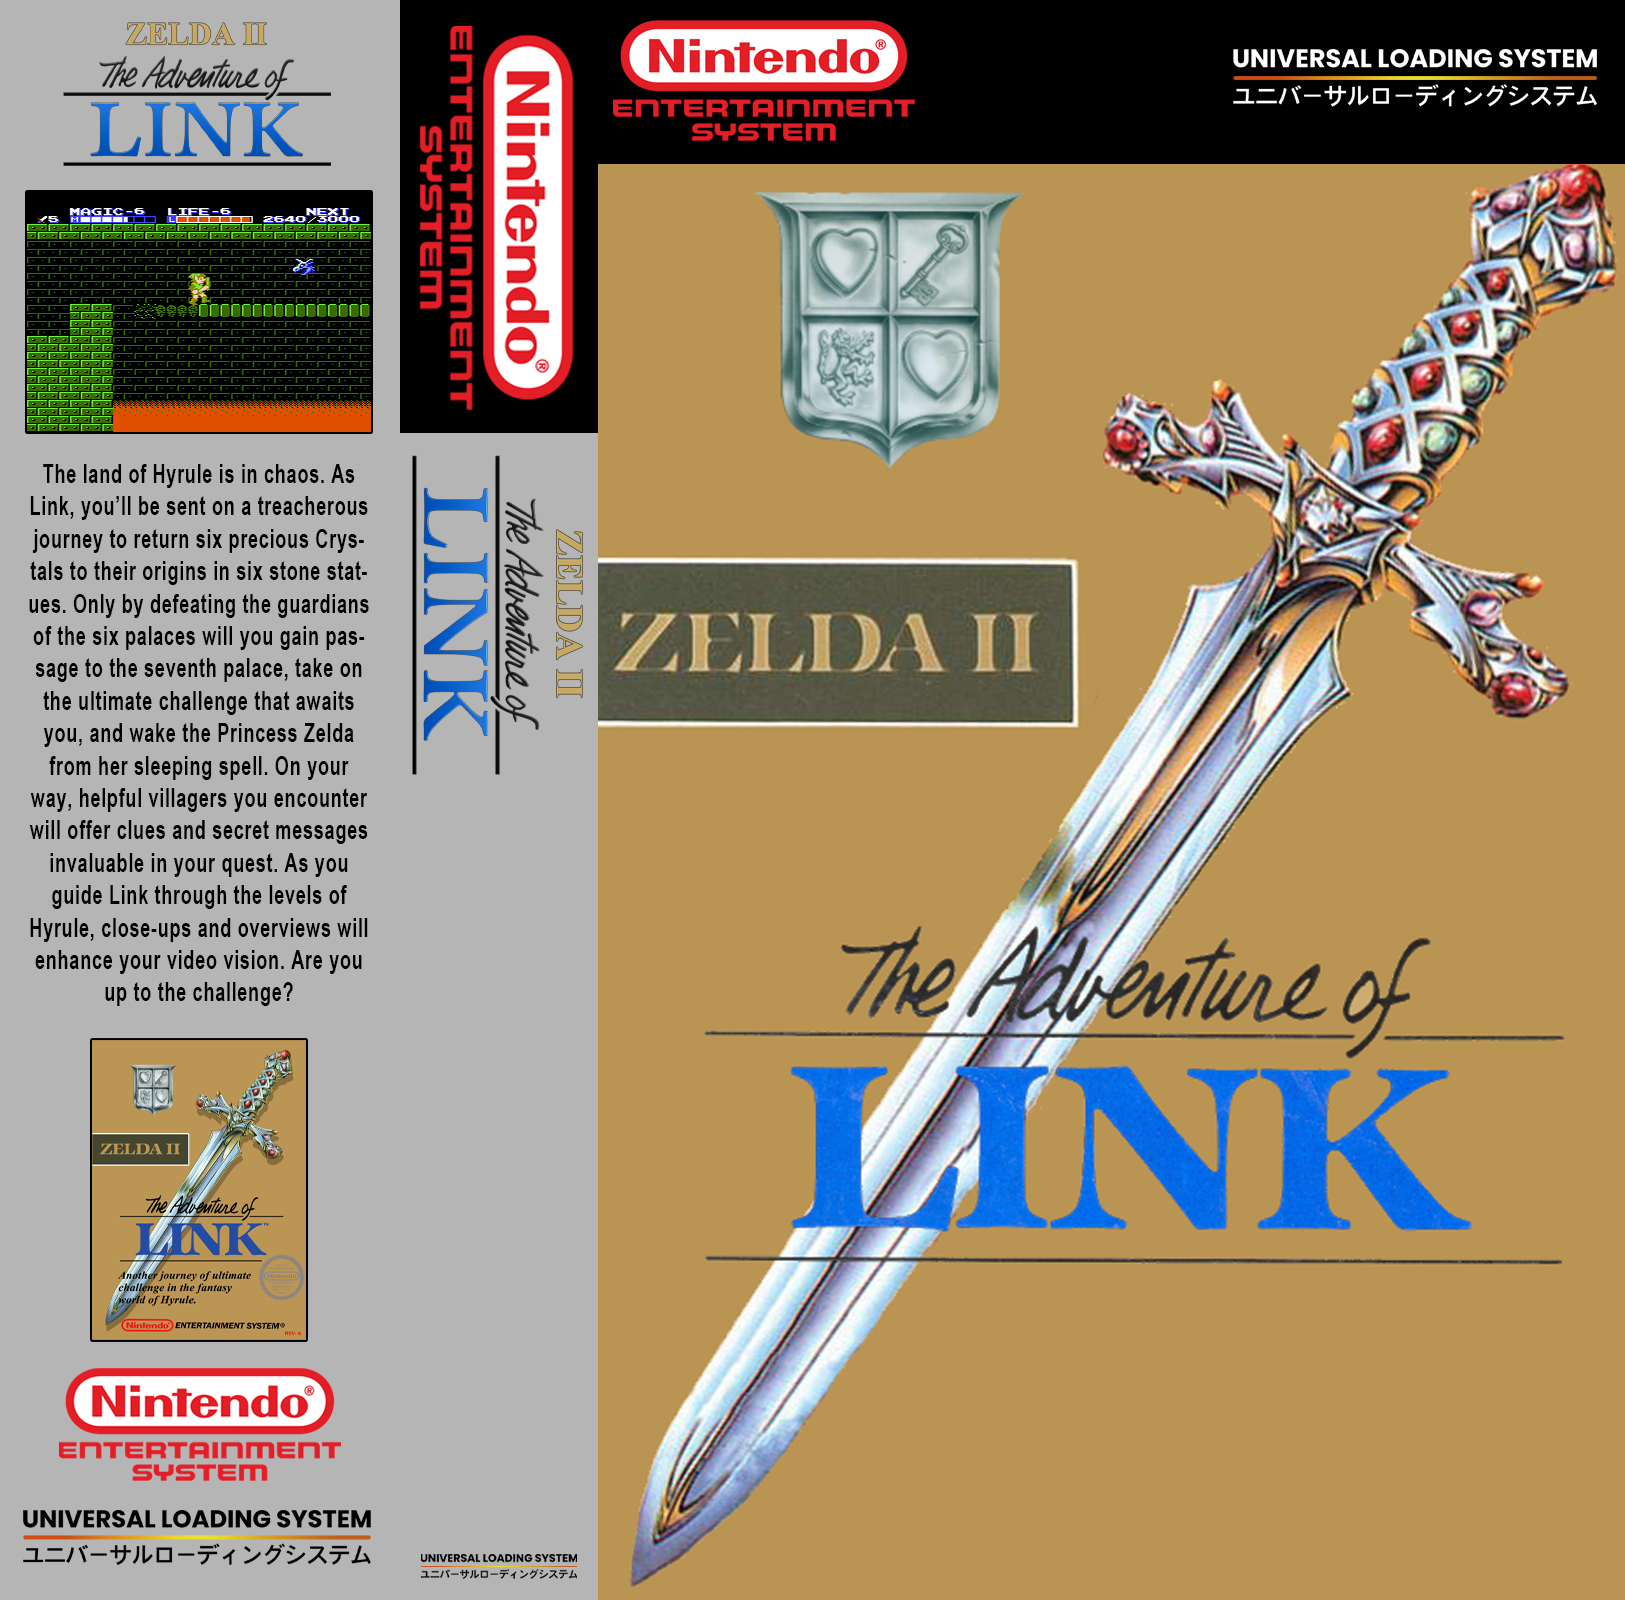 ZELDA II
The Adventure of
LINK
MAGIC-6 LIFE-6 NEXT
/5 M L 2640/3000
The land of Hyrule is in chaos. As
Link, you’ll be sent on a treacherous
journey to return six precious Crys-
tals to their origins in six stone stat-
ues. Only by defeating the guardians
of the six palaces will you gain pas-
sage to the seventh palace, take on
the ultimate challenge that awaits
you, and wake the Princess Zelda
from her sleeping spell. On your
way, helpful villagers you encounter
will offer clues and secret messages
invaluable in your quest. As you
guide Link through the levels of
Hyrule, close-ups and overviews will
enhance your video vision. Are you
up to the challenge?
ZELDA II
The Adventure of
LINK™
Another journey of ultimate
challenge in the fantasy
world of Hyrule.
Nintendo® ENTERTAINMENT SYSTEM®
REV-A
Nintendo®
ENTERTAINMENT
SYSTEM
UNIVERSAL LOADING SYSTEM
ユニバーサルローディングシステム
Nintendo®
ENTERTAINMENT
SYSTEM
ZELDA II
The Adventure of
LINK
UNIVERSAL LOADING SYSTEM
ユニバーサルローディングシステム
Nintendo®
ENTERTAINMENT
SYSTEM
UNIVERSAL LOADING SYSTEM
ユニバーサルローディングシステム
ZELDA II
The Adventure of
LINK